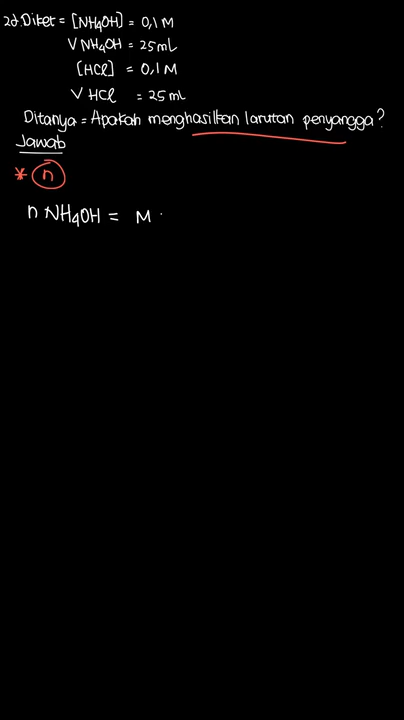 2d. Diket = [NH4OH] = 0,1 M
V NH4OH = 25 mL
[HCl] = 0,1 M
V HCl = 25 mL
Ditanya = Apakah menghasilkan larutan penyangga?
Jawab
* n
n NH4OH = M .